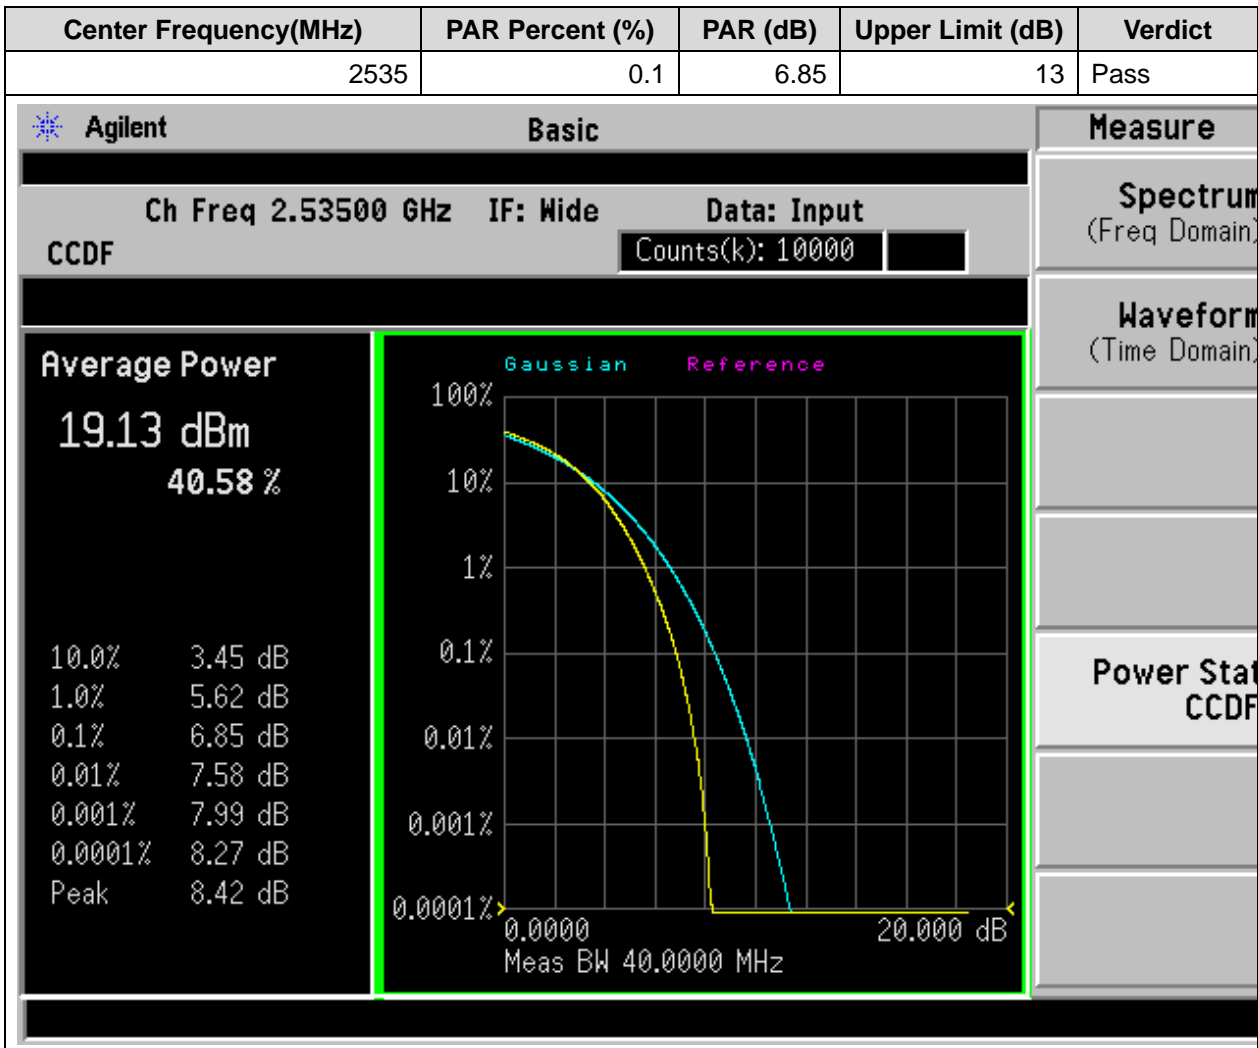 Center Frequency(MHz) PAR Percent (%) PAR (dB) Upper Limit (dB) Verdict
2535 0.1 6.85 13 Pass
Agilent Basic Measure
Ch Freq 2.53500 GHz IF: Wide Data: Input
CCDF Counts(k): 10000
Spectrum
(Freq Domain)
Waveform
(Time Domain)
Power Stat
CCDF
Average Power
19.13 dBm
40.58 %
10.0% 3.45 dB
1.0% 5.62 dB
0.1% 6.85 dB
0.01% 7.58 dB
0.001% 7.99 dB
0.0001% 8.27 dB
Peak 8.42 dB
Gaussian Reference
100%
10%
1%
0.1%
0.01%
0.001%
0.0001%
0.0000 20.000 dB
Meas BW 40.0000 MHz